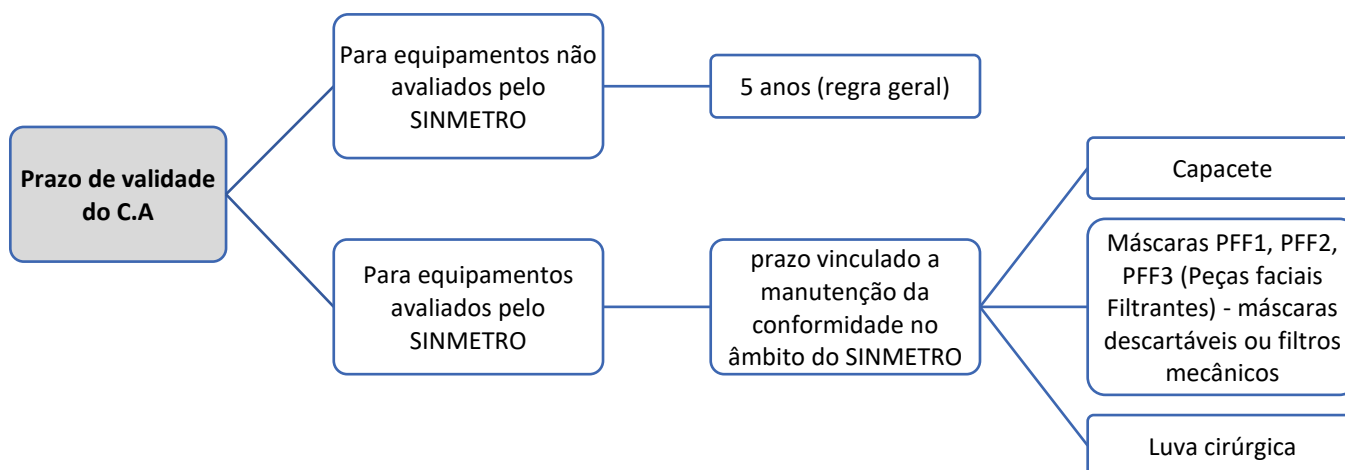 Prazo de validade
do C.A
Para equipamentos não
avaliados pelo
SINMETRO
5 anos (regra geral)
Para equipamentos
avaliados pelo
SINMETRO
prazo vinculado a
manutenção da
conformidade no
âmbito do SINMETRO
Capacete
Máscaras PFF1, PFF2,
PFF3 (Peças faciais
Filtrantes) - máscaras
descartáveis ou filtros
mecânicos
Luva cirúrgica